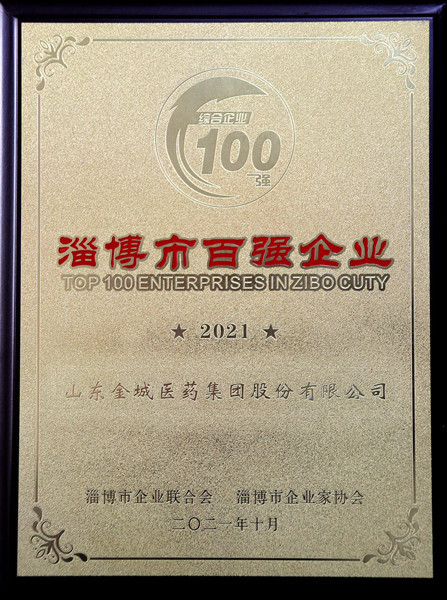 综合企业
100
强
淄博市百强企业
TOP 100 ENTERPRISES IN ZIBO CUTY
★ 2021 ★
山东金城医药集团股份有限公司
淄博市企业联合会 淄博市企业家协会
二〇二一年十月